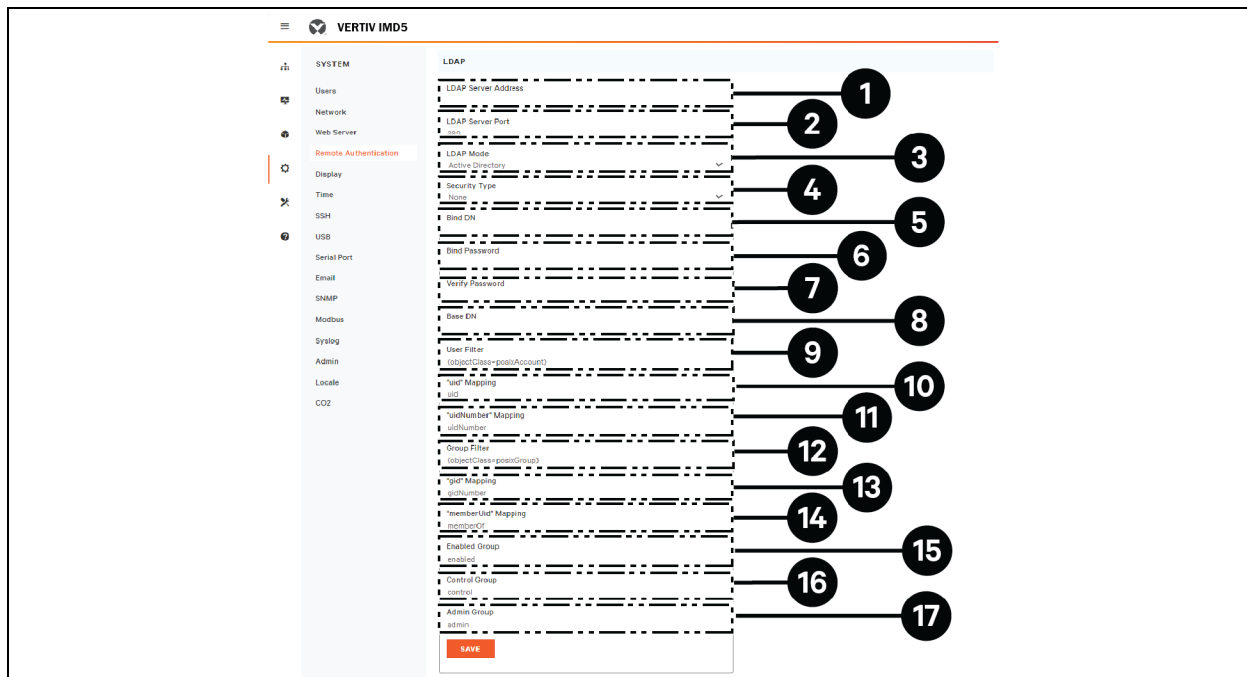 VERTIV IMD5
SYSTEM
Users
Network
Web Server
Remote Authentication
Display
Time
SSH
USB
Serial Port
Email
SNMP
Modbus
Syslog
Admin
Locale
CO2
LDAP
LDAP Server Address
1
LDAP Server Port
389
2
LDAP Mode
Active Directory
3
Security Type
None
4
Bind DN
5
Bind Password
6
Verify Password
7
Base DN
8
User Filter
(objectClass=posixAccount)
9
"uid" Mapping
uid
10
"uidNumber" Mapping
uidNumber
11
Group Filter
(objectClass=posixGroup)
12
"gid" Mapping
gidNumber
13
"memberUid" Mapping
memberOf
14
Enabled Group
enabled
15
Control Group
control
16
Admin Group
admin
17
SAVE